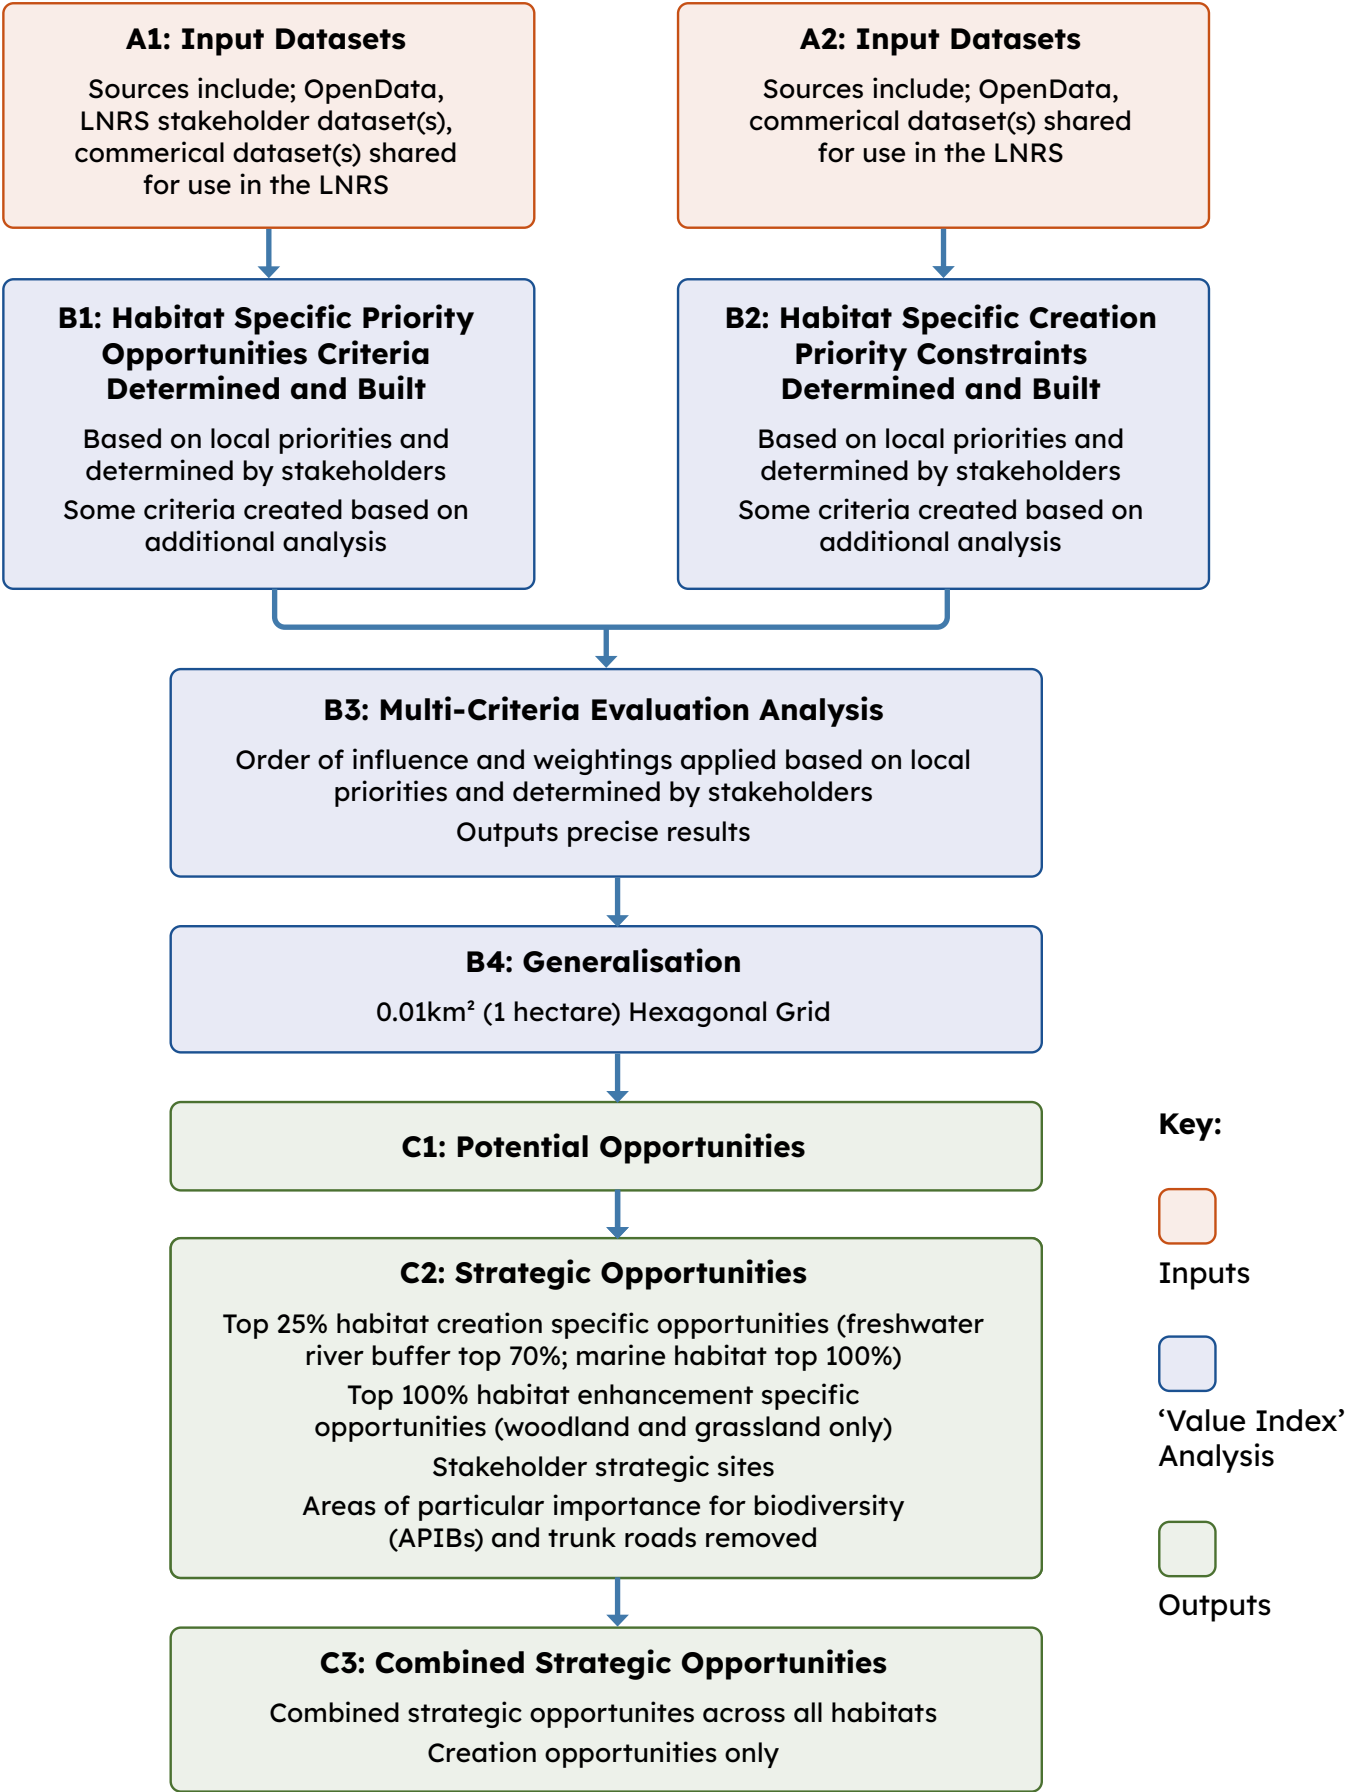 A1: Input Datasets
Sources include; OpenData,
LNRS stakeholder dataset(s),
commerical dataset(s) shared
for use in the LNRS
A2: Input Datasets
Sources include; OpenData,
commerical dataset(s) shared
for use in the LNRS
B1: Habitat Specific Priority
Opportunities Criteria
Determined and Built
Based on local priorities and
determined by stakeholders
Some criteria created based on
additional analysis
B2: Habitat Specific Creation
Priority Constraints
Determined and Built
Based on local priorities and
determined by stakeholders
Some criteria created based on
additional analysis
B3: Multi-Criteria Evaluation Analysis
Order of influence and weightings applied based on local
priorities and determined by stakeholders
Outputs precise results
B4: Generalisation
0.01km² (1 hectare) Hexagonal Grid
C1: Potential Opportunities
C2: Strategic Opportunities
Top 25% habitat creation specific opportunities (freshwater
river buffer top 70%; marine habitat top 100%)
Top 100% habitat enhancement specific
opportunities (woodland and grassland only)
Stakeholder strategic sites
Areas of particular importance for biodiversity
(APIBs) and trunk roads removed
C3: Combined Strategic Opportunities
Combined strategic opportunites across all habitats
Creation opportunities only
Key:
Inputs
‘Value Index’
Analysis
Outputs